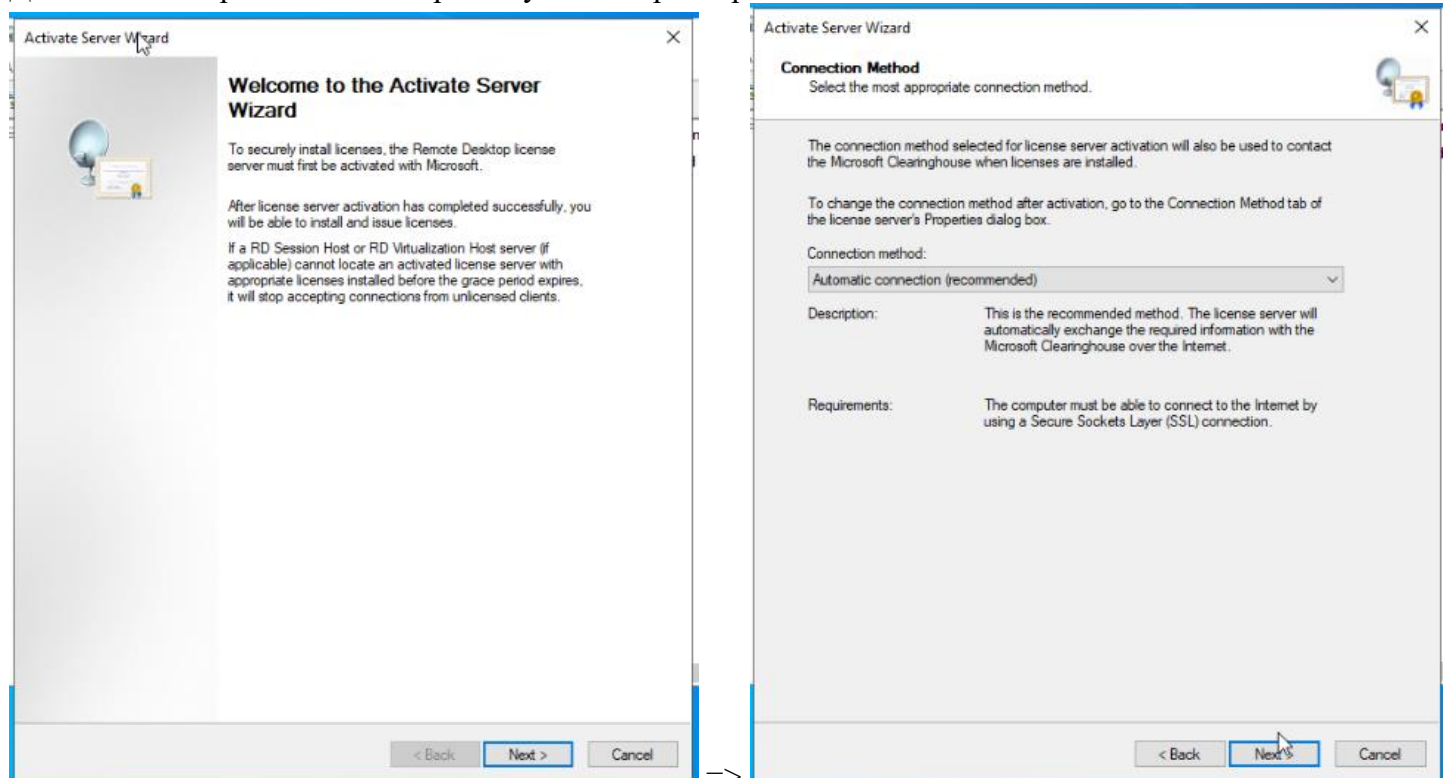 Activate Server Wizard
Welcome to the Activate Server
Wizard
To securely install licenses, the Remote Desktop license
server must first be activated with Microsoft.
After license server activation has completed successfully, you
will be able to install and issue licenses.
If a RD Session Host or RD Virtualization Host server (if
applicable) cannot locate an activated license server with
appropriate licenses installed before the grace period expires,
it will stop accepting connections from unlicensed clients.
< Back Next > Cancel
=>
Activate Server Wizard
Connection Method
Select the most appropriate connection method.
The connection method selected for license server activation will also be used to contact
the Microsoft Clearinghouse when licenses are installed.
To change the connection method after activation, go to the Connection Method tab of
the license server's Properties dialog box.
Connection method:
Automatic connection (recommended)
Description: This is the recommended method. The license server will
automatically exchange the required information with the
Microsoft Clearinghouse over the Internet.
Requirements: The computer must be able to connect to the Internet by
using a Secure Sockets Layer (SSL) connection.
< Back Next > Cancel